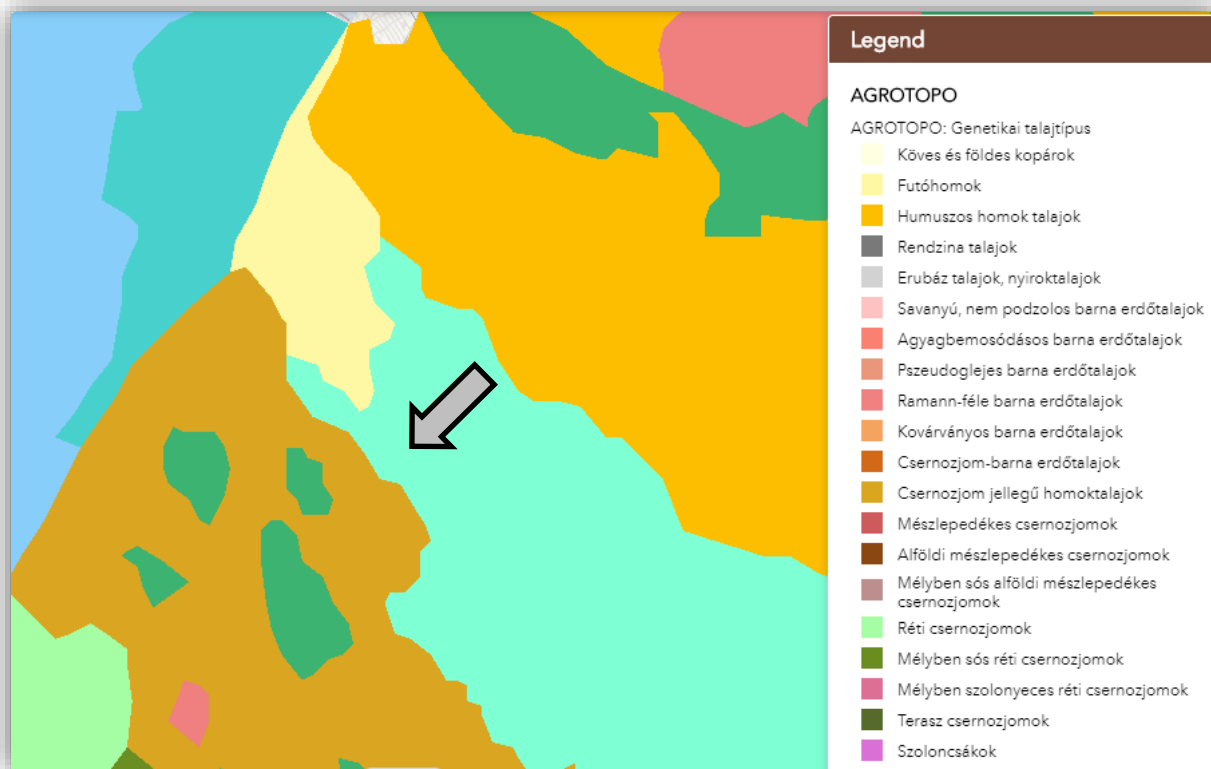 Legend
AGROTOPO
AGROTOPO: Genetikai talajtípus
Köves és földes kopárok
Futóhomok
Humuszos homok talajok
Rendzina talajok
Erubáz talajok, nyiroktalajok
Savanyú, nem podzolos barna erdőtalajok
Agyagbemosódásos barna erdőtalajok
Pszeudoglejes barna erdőtalajok
Ramann-féle barna erdőtalajok
Kovárványos barna erdőtalajok
Csernozjom-barna erdőtalajok
Csernozjom jellegű homoktalajok
Mészlepedékes csernozjomok
Alföldi mészlepedékes csernozjomok
Mélyben sós alföldi mészlepedékes
csernozjomok
Réti csernozjomok
Mélyben sós réti csernozjomok
Mélyben szolonyeces réti csernozjomok
Terasz csernozjomok
Szoloncsákok